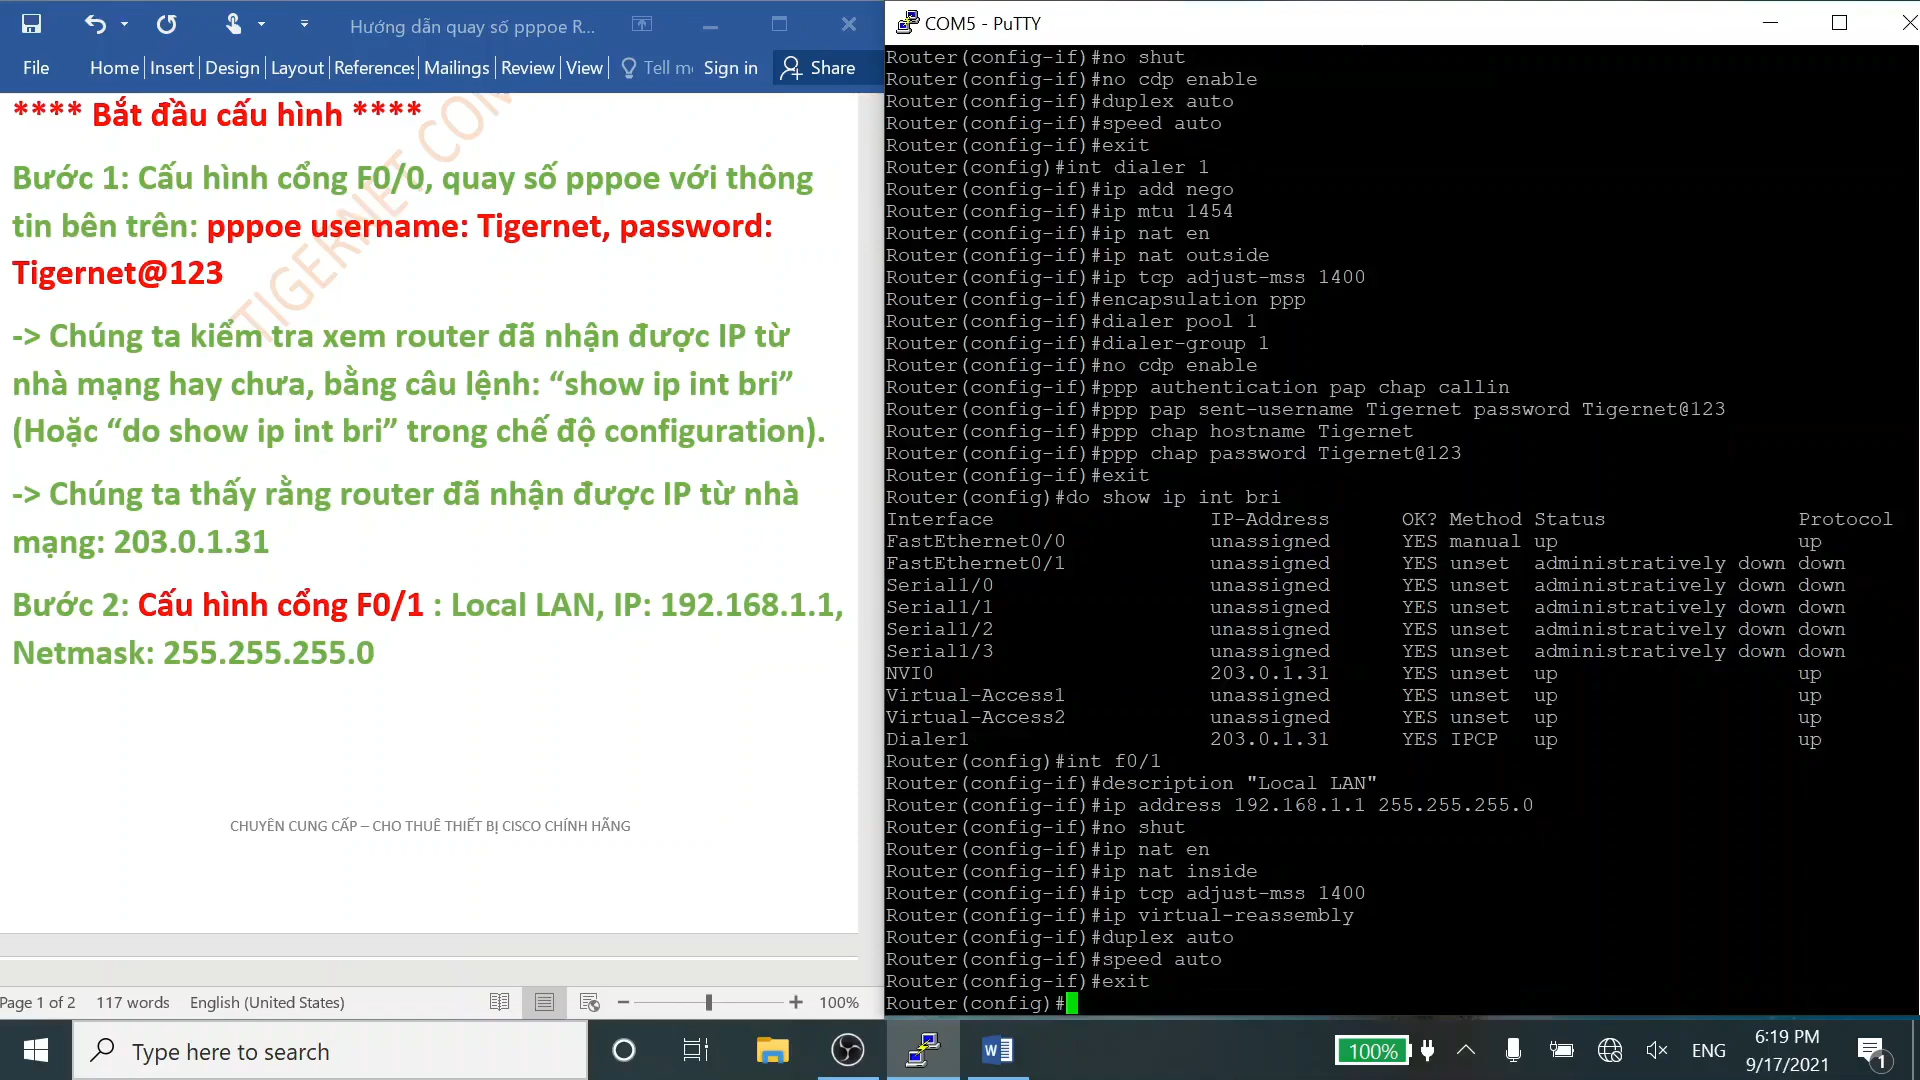 Hướng dẫn quay số pppoe R...
File Home Insert Design Layout References Mailings Review View Tell me Sign in Share
**** Bắt đầu cấu hình ****
Bước 1: Cấu hình cổng F0/0, quay số pppoe với thông
tin bên trên: pppoe username: Tigernet, password:
Tigernet@123
-> Chúng ta kiểm tra xem router đã nhận được IP từ
nhà mạng hay chưa, bằng câu lệnh: “show ip int bri”
(Hoặc “do show ip int bri” trong chế độ configuration).
-> Chúng ta thấy rằng router đã nhận được IP từ nhà
mạng: 203.0.1.31
Bước 2: Cấu hình cổng F0/1 : Local LAN, IP: 192.168.1.1,
Netmask: 255.255.255.0
TIGERNET.COM
CHUYÊN CUNG CẤP – CHO THUÊ THIẾT BỊ CISCO CHÍNH HÃNG
Page 1 of 2 117 words English (United States) 100%
COM5 - PuTTY
Router(config-if)#no shut
Router(config-if)#no cdp enable
Router(config-if)#duplex auto
Router(config-if)#speed auto
Router(config-if)#exit
Router(config)#int dialer 1
Router(config-if)#ip add nego
Router(config-if)#ip mtu 1454
Router(config-if)#ip nat en
Router(config-if)#ip nat outside
Router(config-if)#ip tcp adjust-mss 1400
Router(config-if)#encapsulation ppp
Router(config-if)#dialer pool 1
Router(config-if)#dialer-group 1
Router(config-if)#no cdp enable
Router(config-if)#ppp authentication pap chap callin
Router(config-if)#ppp pap sent-username Tigernet password Tigernet@123
Router(config-if)#ppp chap hostname Tigernet
Router(config-if)#ppp chap password Tigernet@123
Router(config-if)#exit
Router(config)#do show ip int bri
Interface IP-Address OK? Method Status Protocol
FastEthernet0/0 unassigned YES manual up up
FastEthernet0/1 unassigned YES unset administratively down down
Serial1/0 unassigned YES unset administratively down down
Serial1/1 unassigned YES unset administratively down down
Serial1/2 unassigned YES unset administratively down down
Serial1/3 unassigned YES unset administratively down down
NVI0 203.0.1.31 YES unset up up
Virtual-Access1 unassigned YES unset up up
Virtual-Access2 unassigned YES unset up up
Dialer1 203.0.1.31 YES IPCP up up
Router(config)#int f0/1
Router(config-if)#description "Local LAN"
Router(config-if)#ip address 192.168.1.1 255.255.255.0
Router(config-if)#no shut
Router(config-if)#ip nat en
Router(config-if)#ip nat inside
Router(config-if)#ip tcp adjust-mss 1400
Router(config-if)#ip virtual-reassembly
Router(config-if)#duplex auto
Router(config-if)#speed auto
Router(config-if)#exit
Router(config)#
Type here to search
100% ENG 6:19 PM
9/17/2021
1